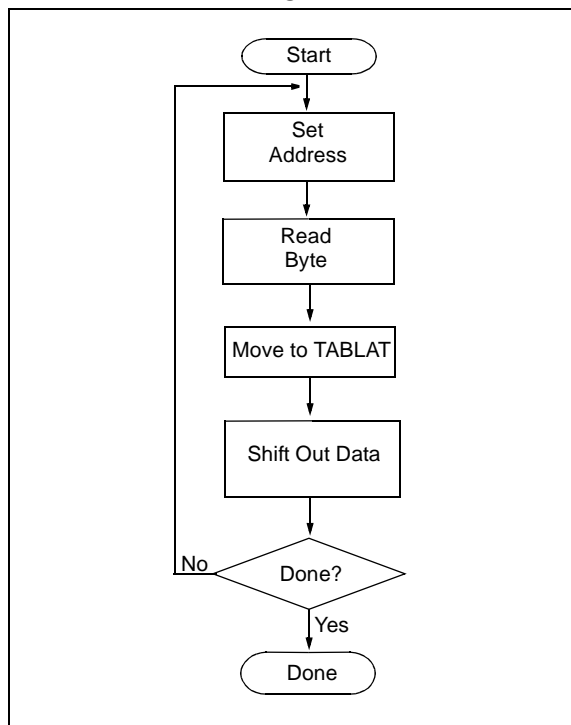 Start
Set
Address
Read
Byte
Move to TABLAT
Shift Out Data
No
Done?
Yes
Done